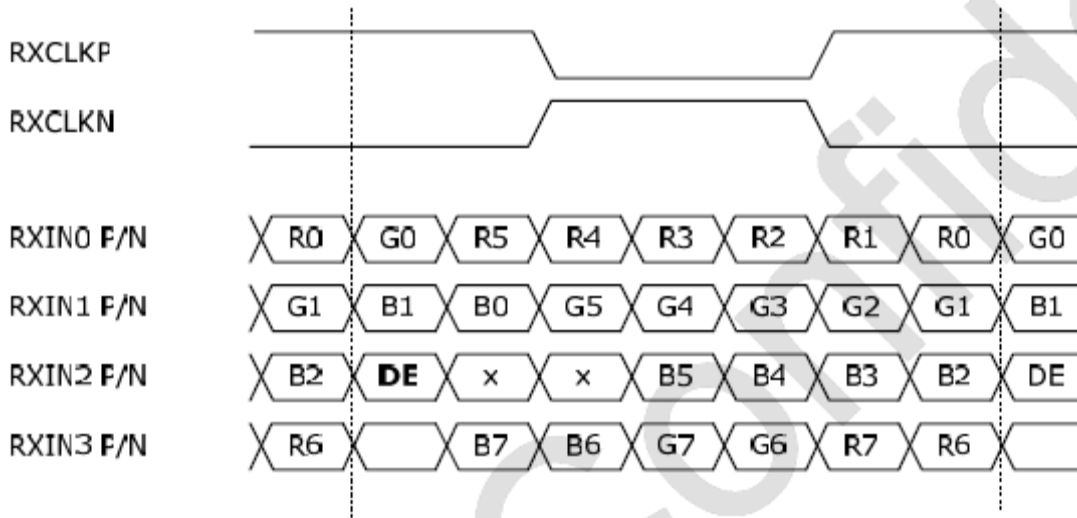 RXCLKP
RXCLKN
RXIN0 P/N R0 G0 R5 R4 R3 R2 R1 R0 G0
RXIN1 P/N G1 B1 B0 G5 G4 G3 G2 G1 B1
RXIN2 P/N B2 DE x x B5 B4 B3 B2 DE
RXIN3 P/N R6 B7 B6 G7 G6 R7 R6
Confid